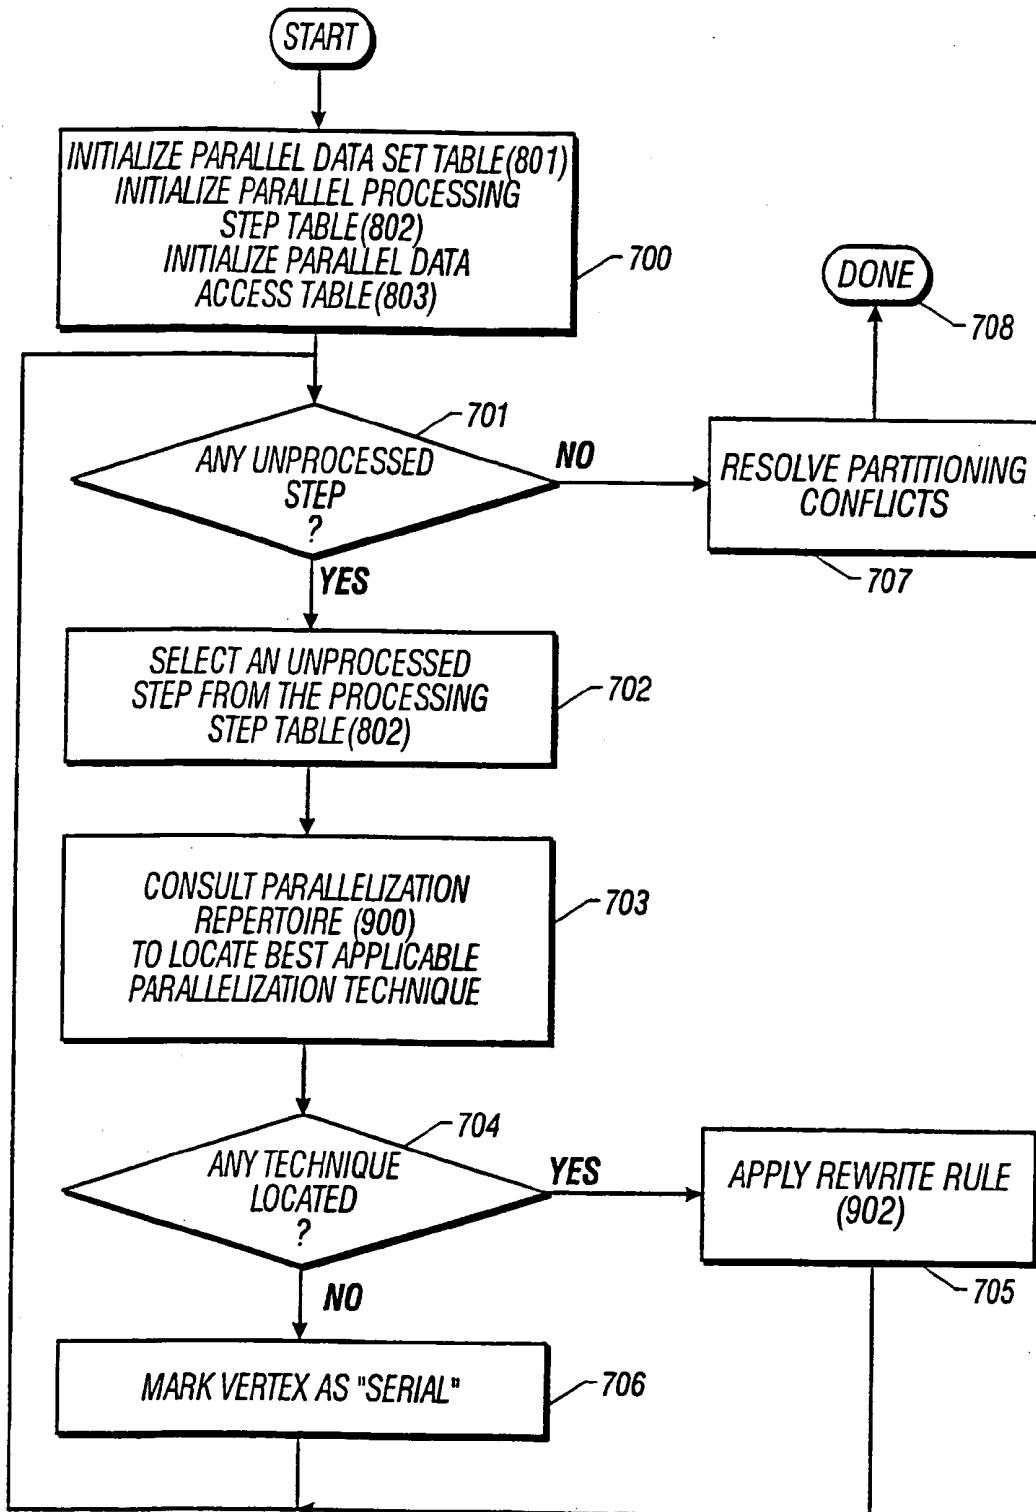 START
INITIALIZE PARALLEL DATA SET TABLE(801)
INITIALIZE PARALLEL PROCESSING
STEP TABLE(802)
INITIALIZE PARALLEL DATA
ACCESS TABLE(803)
700
DONE
708
701
ANY UNPROCESSED
STEP
?
NO
RESOLVE PARTITIONING
CONFLICTS
707
YES
SELECT AN UNPROCESSED
STEP FROM THE PROCESSING
STEP TABLE(802)
702
CONSULT PARALLELIZATION
REPERTOIRE (900)
TO LOCATE BEST APPLICABLE
PARALLELIZATION TECHNIQUE
703
704
ANY TECHNIQUE
LOCATED
?
YES
APPLY REWRITE RULE
(902)
705
NO
MARK VERTEX AS "SERIAL"
706